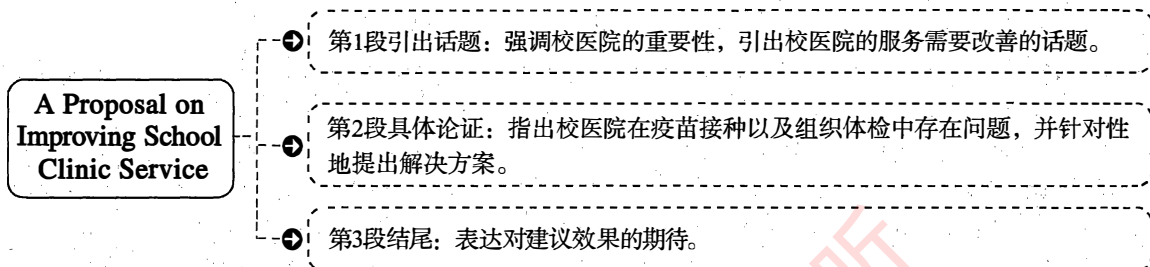 A Proposal on
Improving School
Clinic Service
第1段引出话题：强调校医院的重要性，引出校医院的服务需要改善的话题。
第2段具体论证：指出校医院在疫苗接种以及组织体检中存在问题，并针对性
地提出解决方案。
第3段结尾：表达对建议效果的期待。